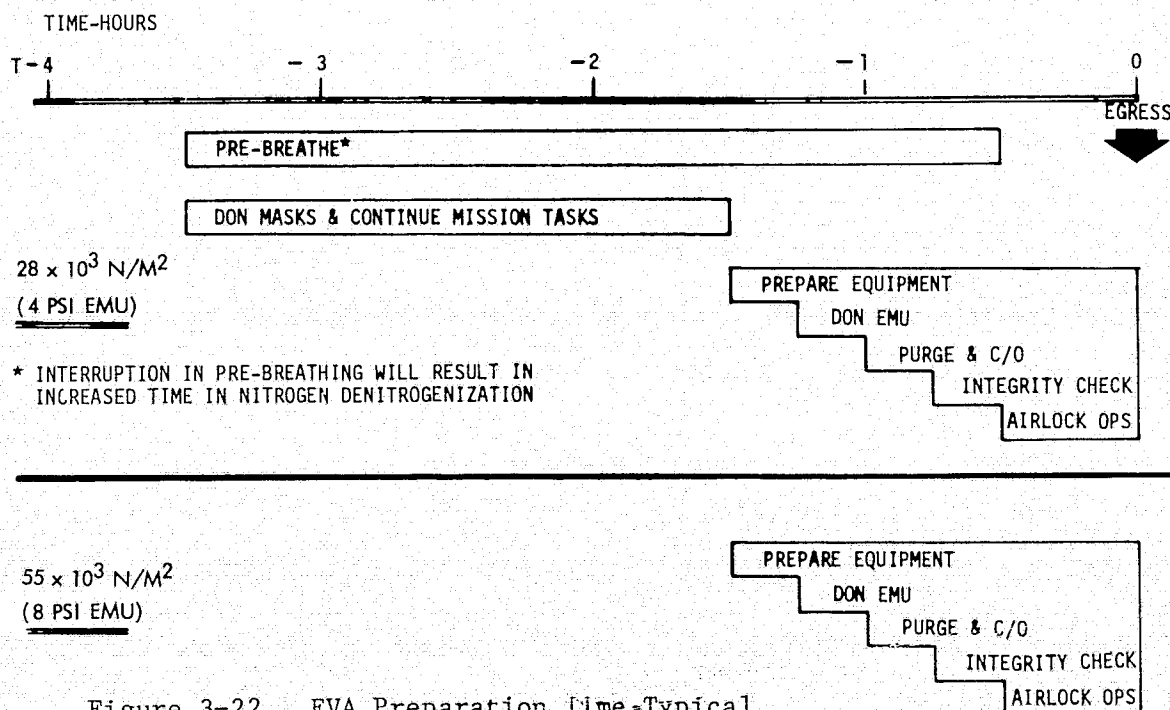 TIME-HOURS
T-4 -3 -2 -1 0
EGRESS
PRE-BREATHE*
DON MASKS & CONTINUE MISSION TASKS
28 x 10³ N/M²
(4 PSI EMU)
PREPARE EQUIPMENT
DON EMU
PURGE & C/O
INTEGRITY CHECK
AIRLOCK OPS
* INTERRUPTION IN PRE-BREATHING WILL RESULT IN
INCREASED TIME IN NITROGEN DENITROGENIZATION
55 x 10³ N/M²
(8 PSI EMU)
PREPARE EQUIPMENT
DON EMU
PURGE & C/O
INTEGRITY CHECK
AIRLOCK OPS
Figure 3-22 EVA Preparation Time-Typical